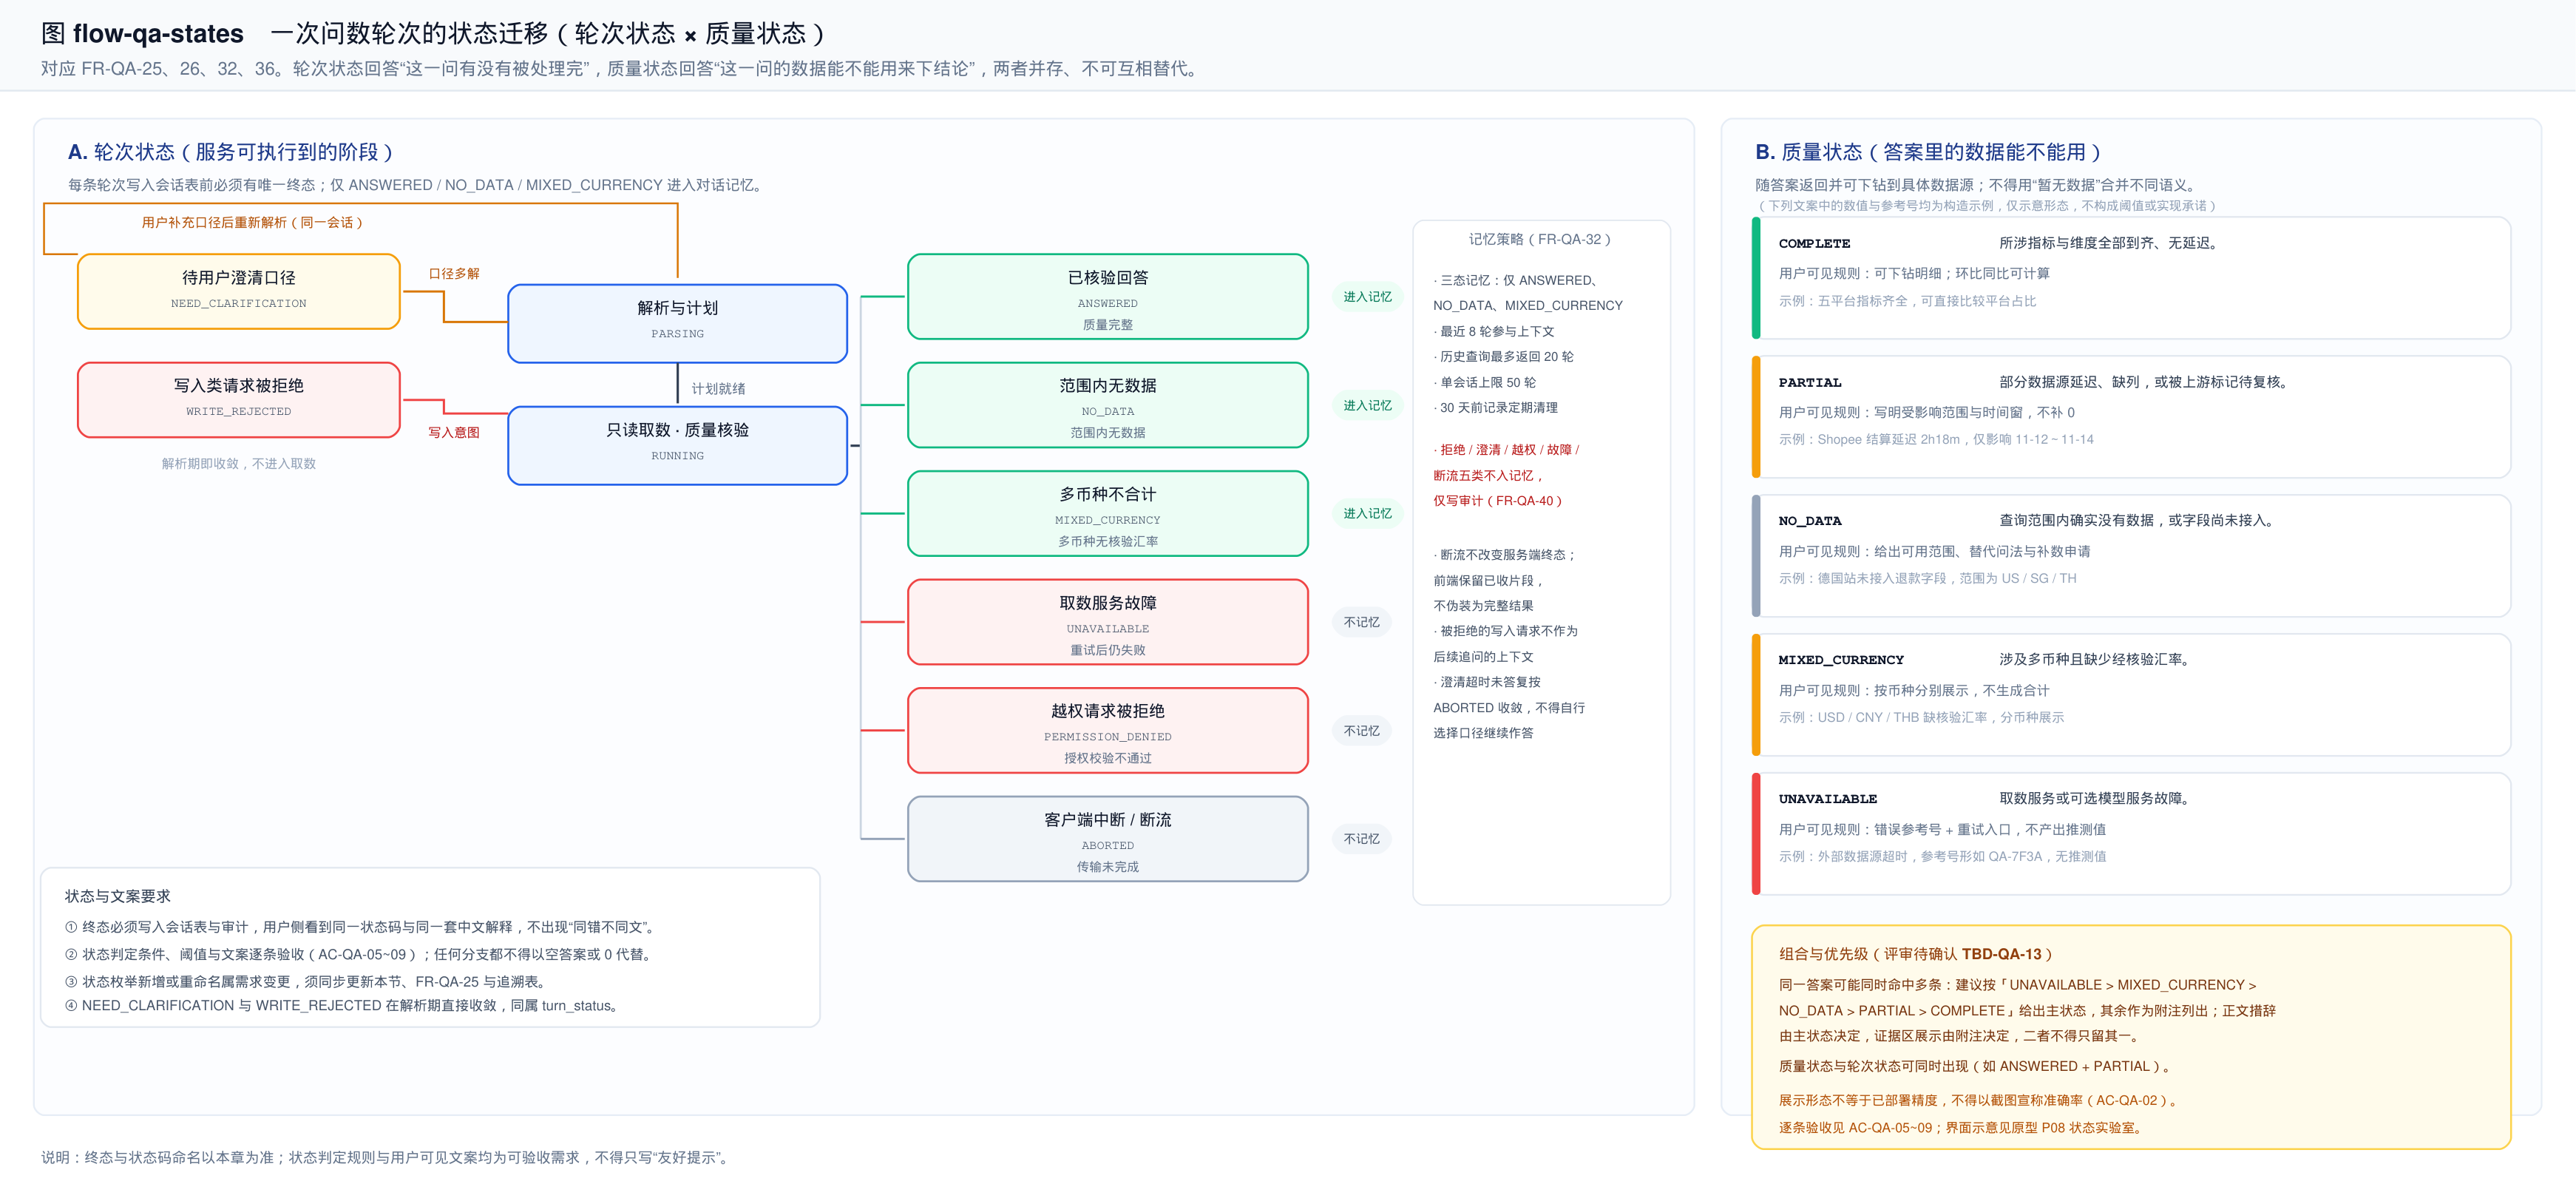 图 flow-qa-states 一次问数轮次的状态迁移（轮次状态 × 质量状态）
对应 FR-QA-25、26、32、36。轮次状态回答“这一问有没有被处理完”，质量状态回答“这一问的数据能不能用来下结论”，两者并存、不可互相替代。
A. 轮次状态（服务可执行到的阶段）
每条轮次写入会话表前必须有唯一终态；仅 ANSWERED / NO_DATA / MIXED_CURRENCY 进入对话记忆。
用户补充口径后重新解析（同一会话）
待用户澄清口径
NEED_CLARIFICATION
口径多解
写入类请求被拒绝
WRITE_REJECTED
写入意图
解析期即收敛，不进入取数
解析与计划
PARSING
计划就绪
只读取数 · 质量核验
RUNNING
已核验回答
ANSWERED
质量完整
进入记忆
范围内无数据
NO_DATA
范围内无数据
进入记忆
多币种不合计
MIXED_CURRENCY
多币种无核验汇率
进入记忆
取数服务故障
UNAVAILABLE
重试后仍失败
不记忆
越权请求被拒绝
PERMISSION_DENIED
授权校验不通过
不记忆
客户端中断 / 断流
ABORTED
传输未完成
不记忆
记忆策略（FR-QA-32）
· 三态记忆：仅 ANSWERED、
NO_DATA、MIXED_CURRENCY
· 最近 8 轮参与上下文
· 历史查询最多返回 20 轮
· 单会话上限 50 轮
· 30 天前记录定期清理
· 拒绝 / 澄清 / 越权 / 故障 /
断流五类不入记忆，
仅写审计（FR-QA-40）
· 断流不改变服务端终态；
前端保留已收片段，
不伪装为完整结果
· 被拒绝的写入请求不作为
后续追问的上下文
· 澄清超时未答复按
ABORTED 收敛，不得自行
选择口径继续作答
状态与文案要求
① 终态必须写入会话表与审计，用户侧看到同一状态码与同一套中文解释，不出现“同错不同文”。
② 状态判定条件、阈值与文案逐条验收（AC-QA-05~09）；任何分支都不得以空答案或 0 代替。
③ 状态枚举新增或重命名属需求变更，须同步更新本节、FR-QA-25 与追溯表。
④ NEED_CLARIFICATION 与 WRITE_REJECTED 在解析期直接收敛，同属 turn_status。
B. 质量状态（答案里的数据能不能用）
随答案返回并可下钻到具体数据源；不得用“暂无数据”合并不同语义。
（下列文案中的数值与参考号均为构造示例，仅示意形态，不构成阈值或实现承诺）
COMPLETE 所涉指标与维度全部到齐、无延迟。
用户可见规则：可下钻明细；环比同比可计算
示例：五平台指标齐全，可直接比较平台占比
PARTIAL 部分数据源延迟、缺列，或被上游标记待复核。
用户可见规则：写明受影响范围与时间窗，不补 0
示例：Shopee 结算延迟 2h18m，仅影响 11-12 ~ 11-14
NO_DATA 查询范围内确实没有数据，或字段尚未接入。
用户可见规则：给出可用范围、替代问法与补数申请
示例：德国站未接入退款字段，范围为 US / SG / TH
MIXED_CURRENCY 涉及多币种且缺少经核验汇率。
用户可见规则：按币种分别展示，不生成合计
示例：USD / CNY / THB 缺核验汇率，分币种展示
UNAVAILABLE 取数服务或可选模型服务故障。
用户可见规则：错误参考号 + 重试入口，不产出推测值
示例：外部数据源超时，参考号形如 QA-7F3A，无推测值
组合与优先级（评审待确认 TBD-QA-13）
同一答案可能同时命中多条：建议按「UNAVAILABLE > MIXED_CURRENCY >
NO_DATA > PARTIAL > COMPLETE」给出主状态，其余作为附注列出；正文措辞
由主状态决定，证据区展示由附注决定，二者不得只留其一。
质量状态与轮次状态可同时出现（如 ANSWERED + PARTIAL）。
展示形态不等于已部署精度，不得以截图宣称准确率（AC-QA-02）。
逐条验收见 AC-QA-05~09；界面示意见原型 P08 状态实验室。
说明：终态与状态码命名以本章为准；状态判定规则与用户可见文案均为可验收需求，不得只写“友好提示”。